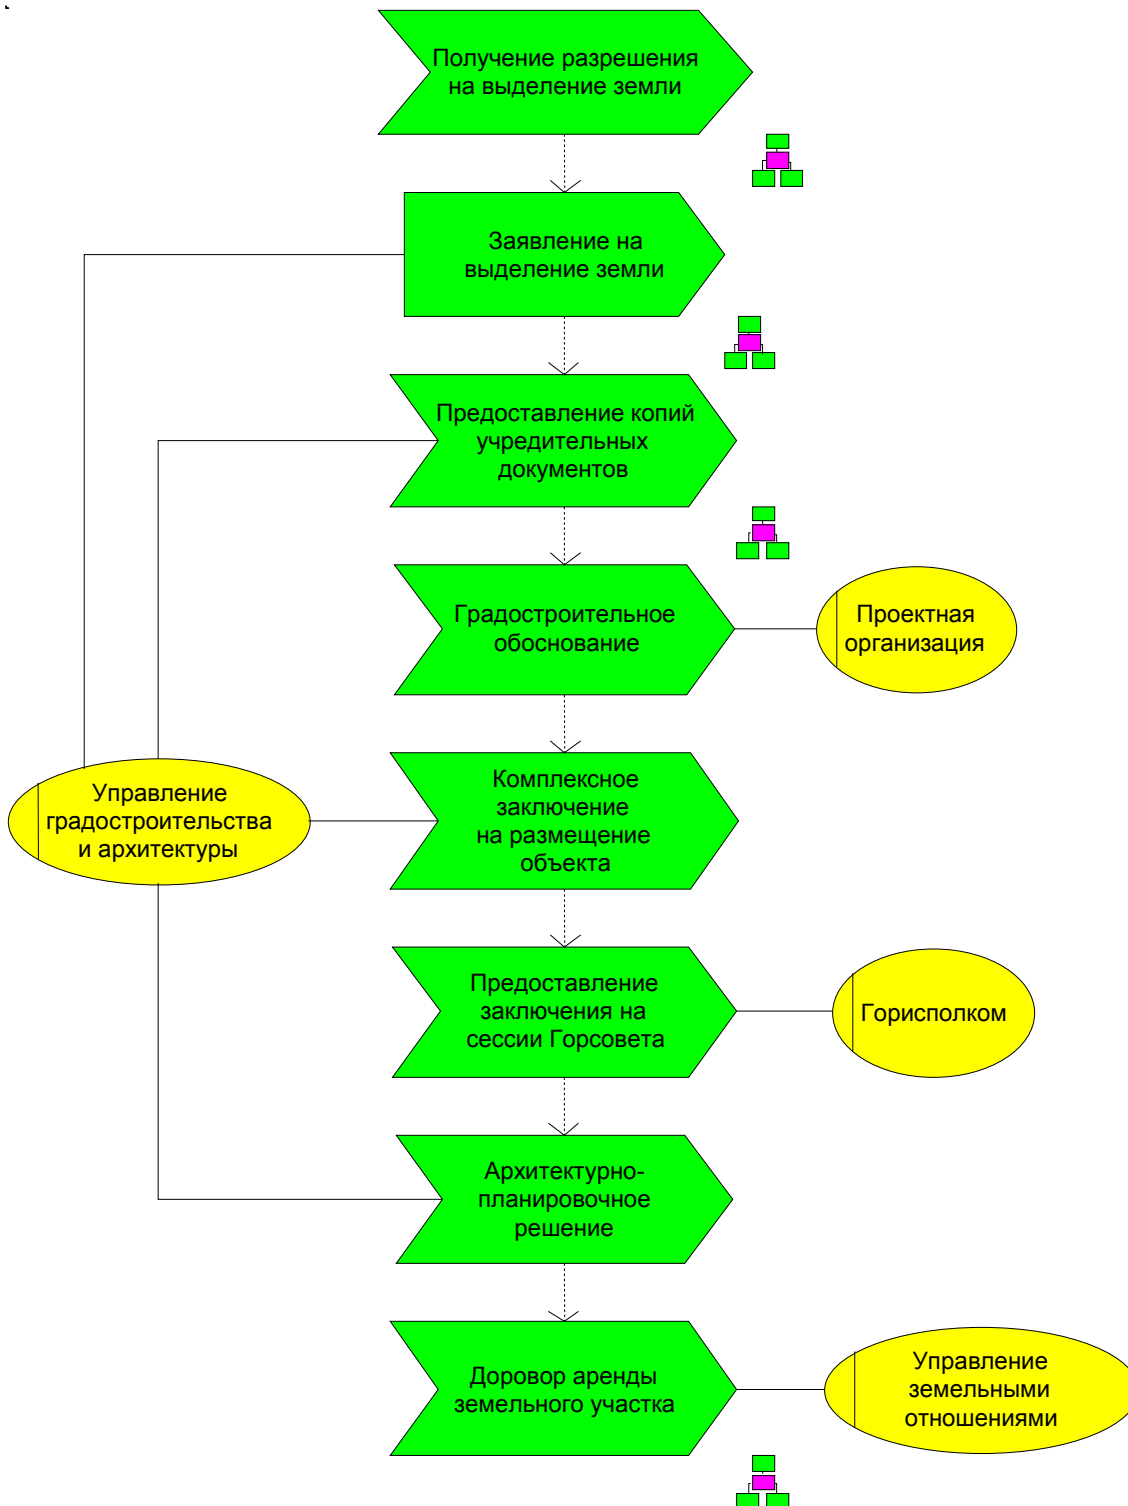 Получение разрешения
на выделение земли
Заявление на
выделение земли
Предоставление копий
учредительных
документов
Градостроительное
обоснование
Проектная
организация
Комплексное
заключение
на размещение
объекта
Управление
градостроительства
и архитектуры
Предоставление
заключения на
сессии Горсовета
Горисполком
Архитектурно-
планировочное
решение
Доровор аренды
земельного участка
Управление
земельными
отношениями